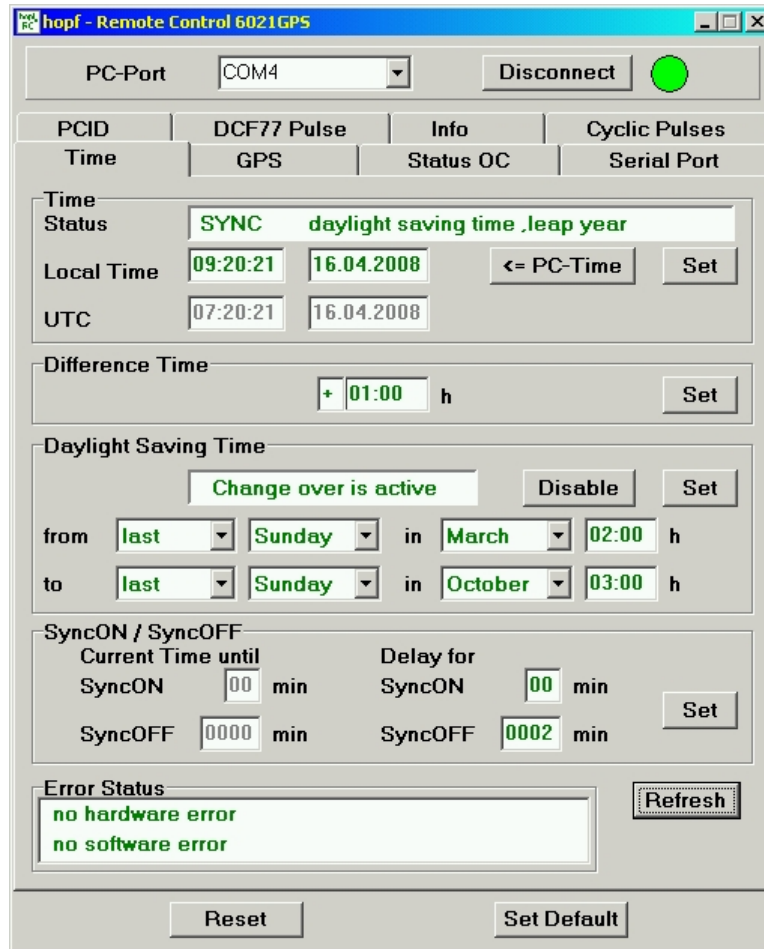 hopf RC hopf - Remote Control 6021GPS
PC-Port COM4 Disconnect
PCID DCF77 Pulse Info Cyclic Pulses
Time GPS Status OC Serial Port
Time
Status SYNC daylight saving time ,leap year
Local Time 09:20:21 16.04.2008 <= PC-Time Set
UTC 07:20:21 16.04.2008
Difference Time
+ 01:00 h Set
Daylight Saving Time
Change over is active Disable Set
from last Sunday in March 02:00 h
to last Sunday in October 03:00 h
SyncON / SyncOFF
Current Time until Delay for
SyncON 00 min SyncON 00 min
Set
SyncOFF 0000 min SyncOFF 0002 min
Error Status
Refresh
no hardware error
no software error
Reset Set Default